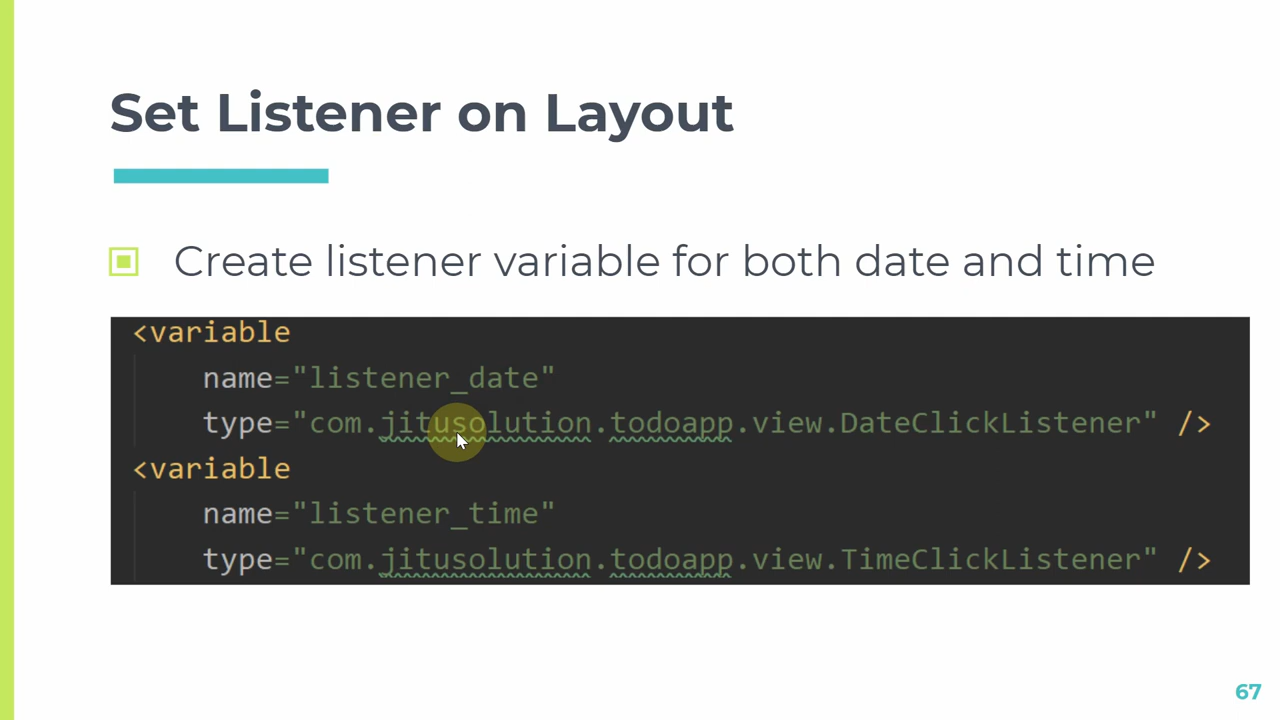 Set Listener on Layout
Create listener variable for both date and time
<variable
name="listener_date"
type="com.jitusolution.todoapp.view.DateClickListener" />
<variable
name="listener_time"
type="com.jitusolution.todoapp.view.TimeClickListener" />
67